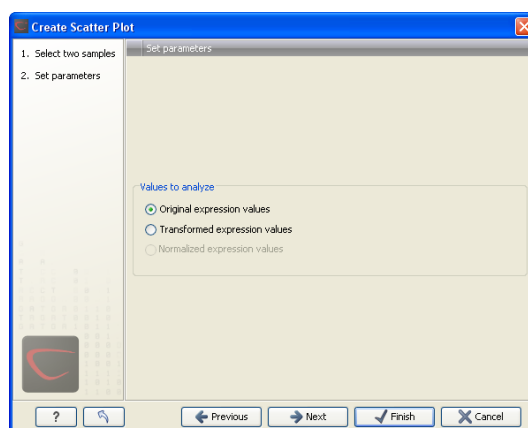 Create Scatter Plot
1. Select two samples
2. Set parameters
Set parameters
Values to analyze
Original expression values
Transformed expression values
Normalized expression values
? Previous Next Finish Cancel